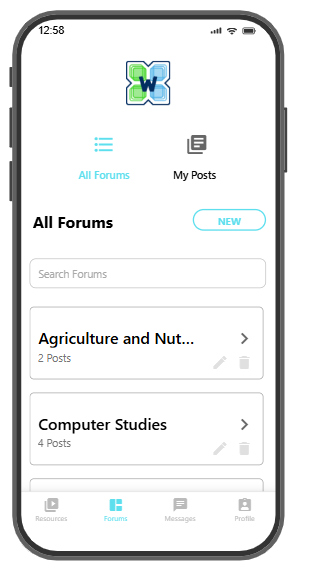 12:58
W
All Forums
My Posts
All Forums
NEW
Search Forums
Agriculture and Nut...
2 Posts
Computer Studies
4 Posts
Resources
Forums
Messages
Profile